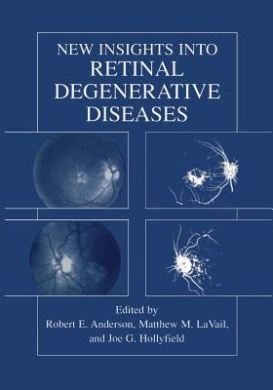 NEW INSIGHTS INTO
RETINAL
DEGENERATIVE
DISEASES
Edited by
Robert E. Anderson, Matthew M. LaVail,
and Joe G. Hollyfield